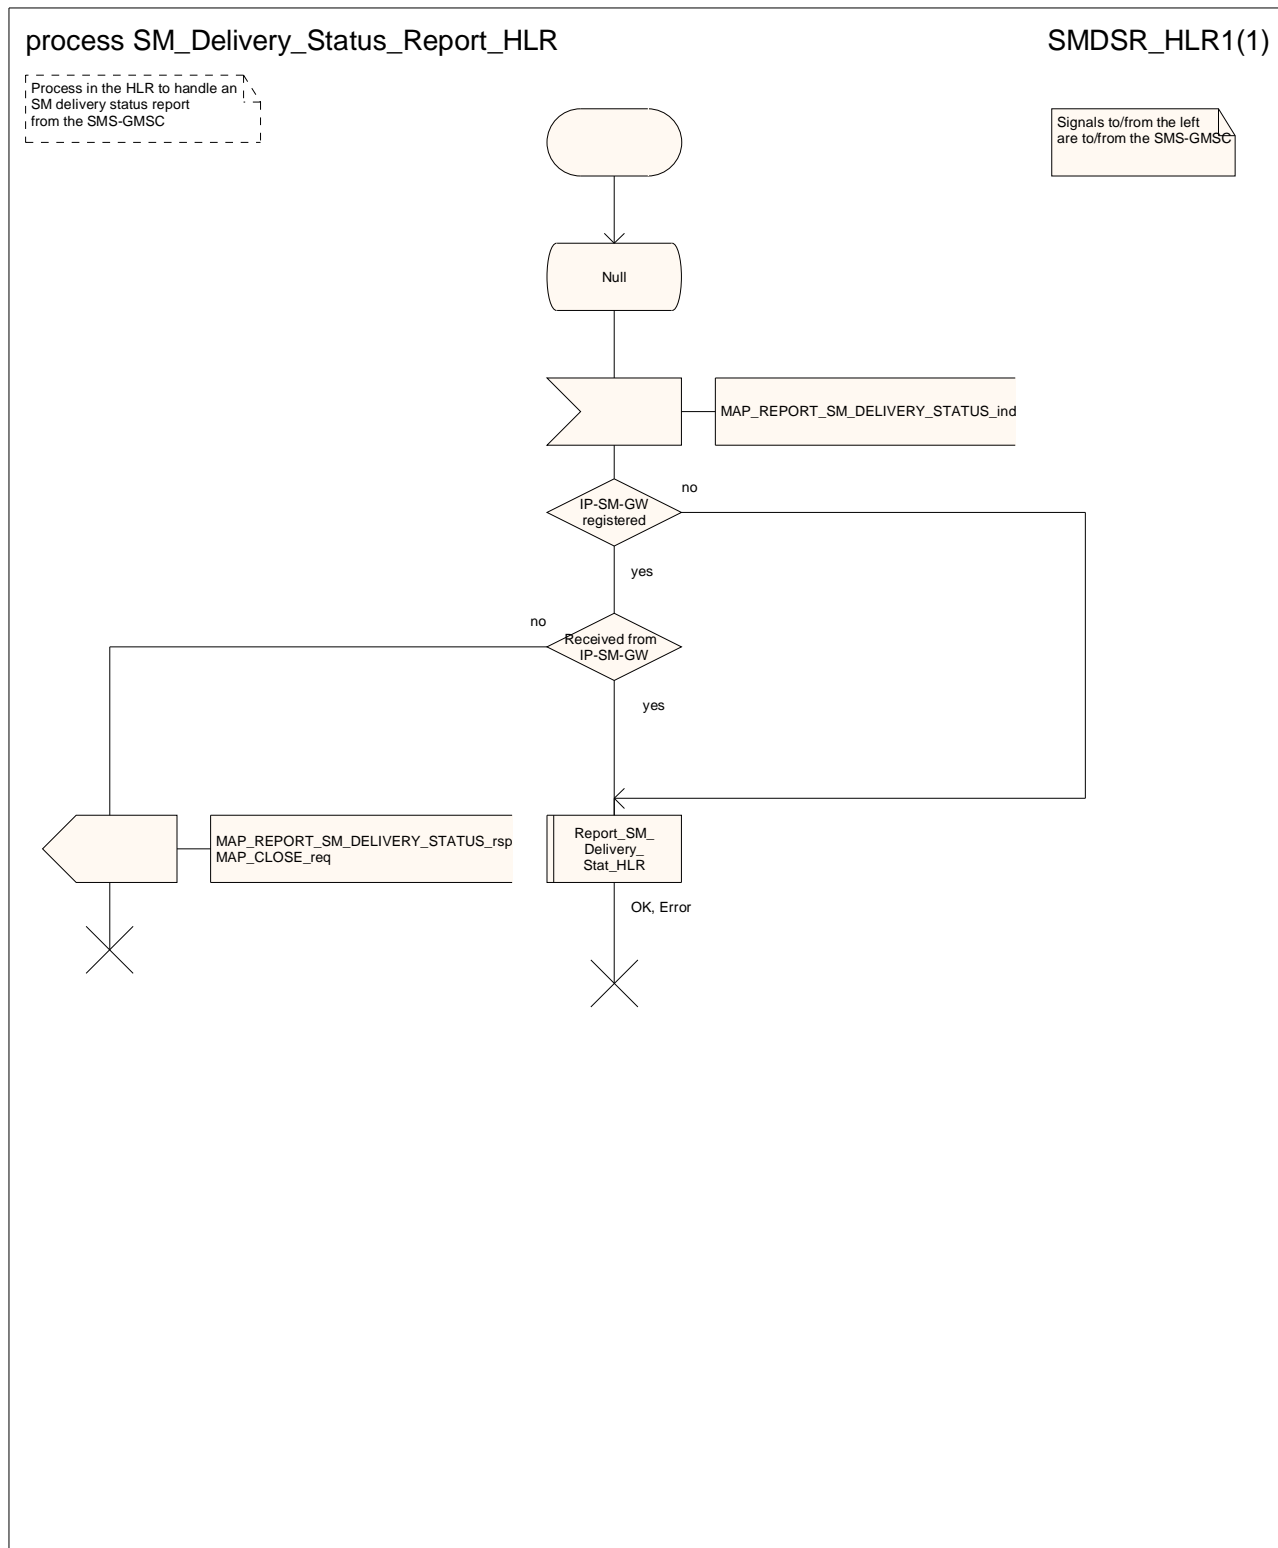 process SM_Delivery_Status_Report_HLR
SMDSR_HLR1(1)
Process in the HLR to handle an
SM delivery status report
from the SMS-GMSC
Signals to/from the left
are to/from the SMS-GMSC
Null
MAP_REPORT_SM_DELIVERY_STATUS_ind
IP-SM-GW
registered
no
yes
Received from
IP-SM-GW
no
yes
MAP_REPORT_SM_DELIVERY_STATUS_rsp
MAP_CLOSE_req
Report_SM_
Delivery_
Stat_HLR
OK, Error